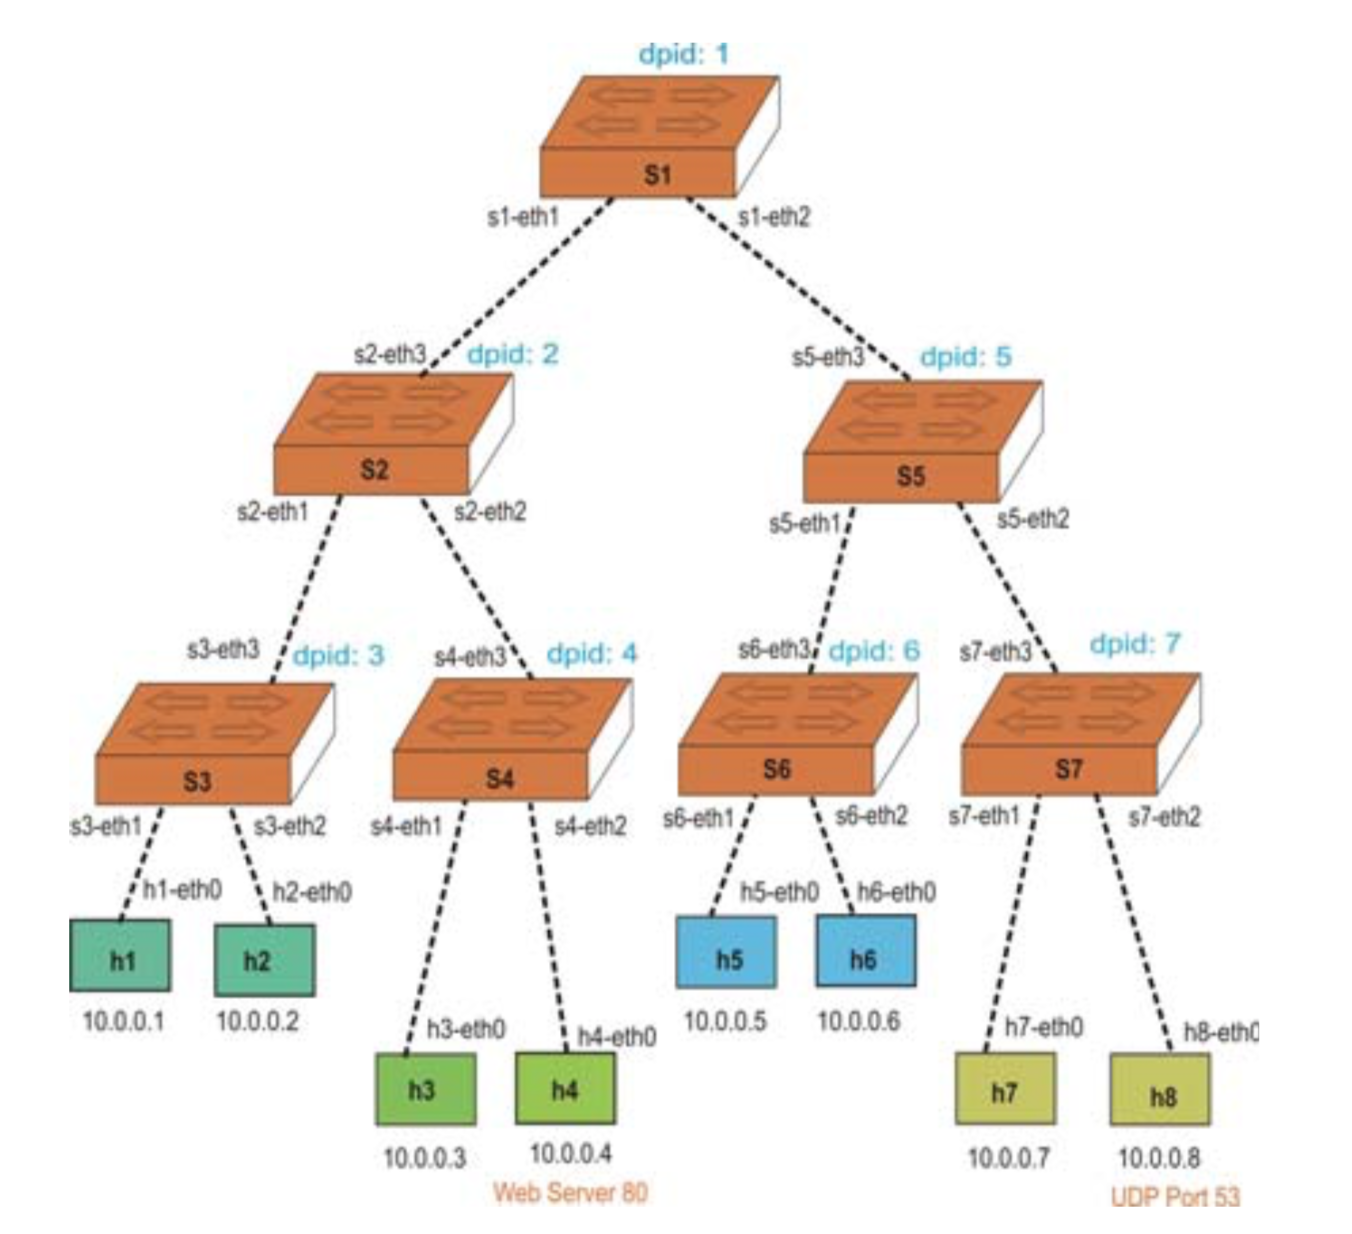 dpid: 1
S1
s1-eth1
s1-eth2
s2-eth3
dpid: 2
s5-eth3
dpid: 5
S2
S5
s2-eth1
s2-eth2
s5-eth1
s5-eth2
s3-eth3
dpid: 3
s4-eth3
dpid: 4
s6-eth3
dpid: 6
s7-eth3
dpid: 7
S3
S4
S6
S7
s3-eth1
s3-eth2
s4-eth1
s4-eth2
s6-eth1
s6-eth2
s7-eth1
s7-eth2
h1-eth0
h2-eth0
h5-eth0
h6-eth0
h1
h2
h5
h6
10.0.0.1
10.0.0.2
10.0.0.5
10.0.0.6
h3-eth0
h4-eth0
h7-eth0
h8-eth0
h3
h4
h7
h8
10.0.0.3
10.0.0.4
10.0.0.7
10.0.0.8
Web Server 80
UDP Port 53